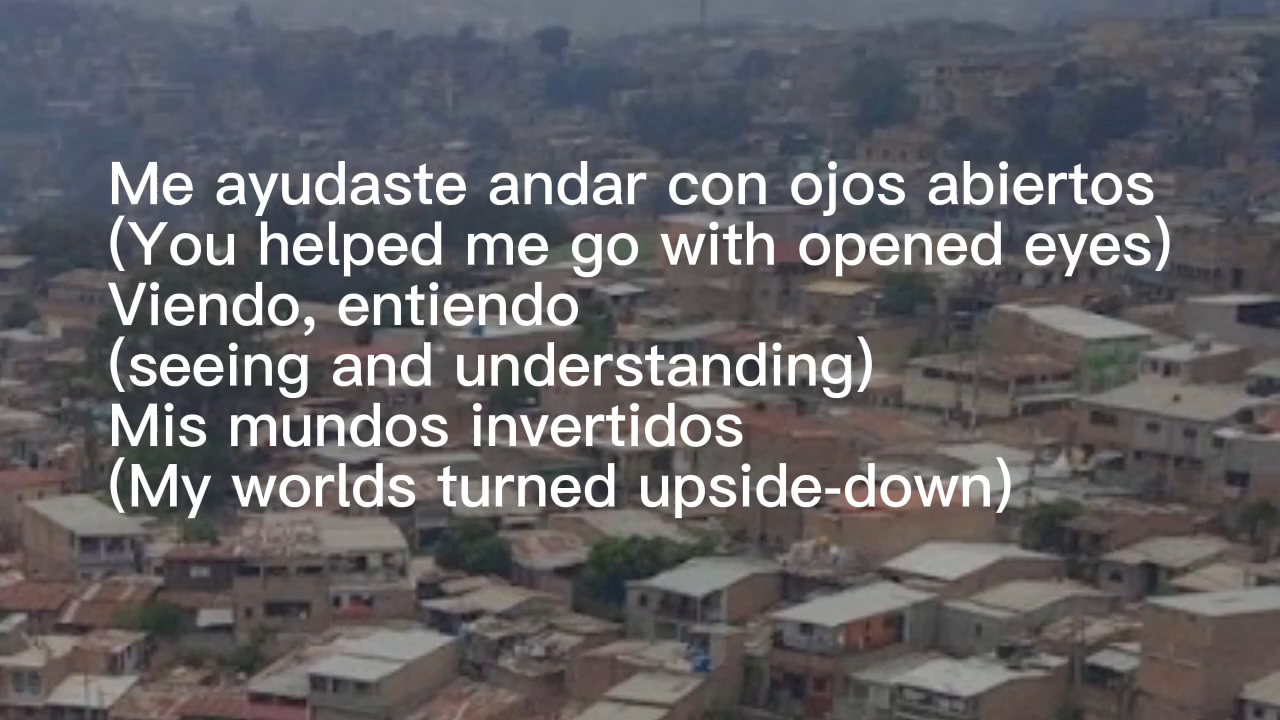 Me ayudaste andar con ojos abiertos
(You helped me go with opened eyes)
Viendo, entiendo
(seeing and understanding)
Mis mundos invertidos
(My worlds turned upside-down)